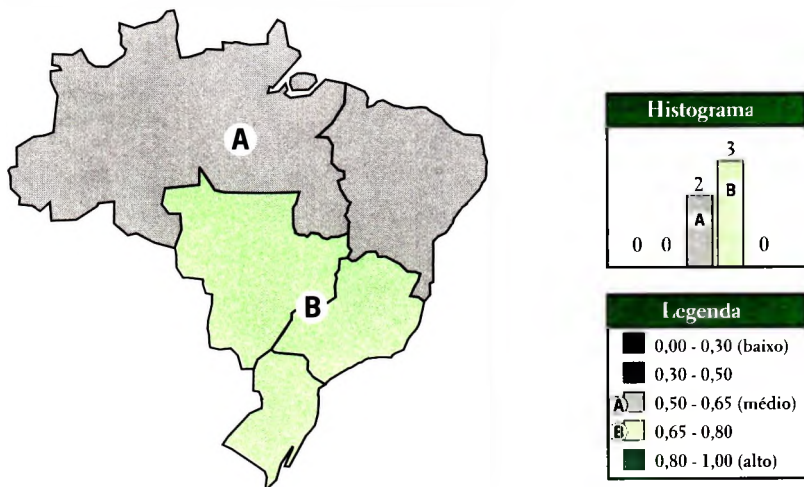 A
B
Histograma
0 0 2 3 0
A
B
Legenda
0,00 - 0,30 (baixo)
0,30 - 0,50
A 0,50 - 0,65 (médio)
B 0,65 - 0,80
0,80 - 1,00 (alto)